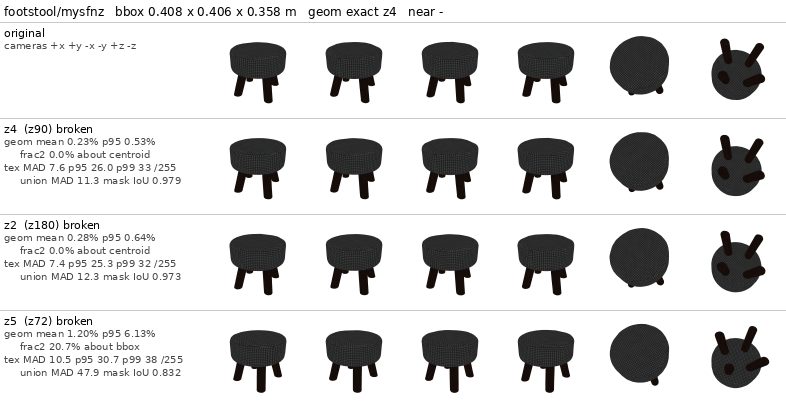 footstool/mysfnz   bbox 0.408 x 0.406 x 0.358 m   geom exact z4   near -
original
cameras +x +y -x -y +z -z
z4  (z90) broken
geom mean 0.23% p95 0.53%
frac2 0.0% about centroid
tex MAD 7.6 p95 26.0 p99 33 /255
union MAD 11.3 mask IoU 0.979
z2  (z180) broken
geom mean 0.28% p95 0.64%
frac2 0.0% about centroid
tex MAD 7.4 p95 25.3 p99 32 /255
union MAD 12.3 mask IoU 0.973
z5  (z72) broken
geom mean 1.20% p95 6.13%
frac2 20.7% about bbox
tex MAD 10.5 p95 30.7 p99 38 /255
union MAD 47.9 mask IoU 0.832